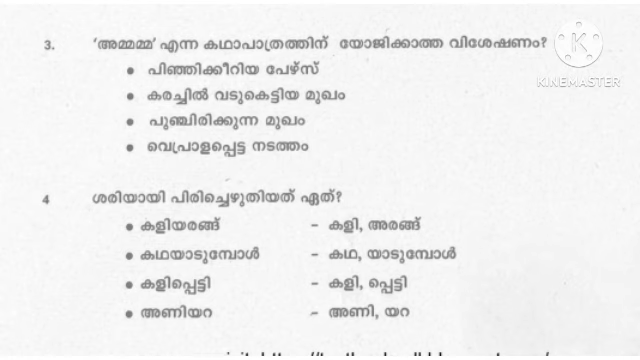 3. 'അമ്മമ്മ' എന്ന കഥാപാത്രത്തിന് യോജിക്കാത്ത വിശേഷണം?
• പിഞ്ഞിക്കീറിയ പേഴ്സ്
• കരച്ചിൽ വടുകെട്ടിയ മുഖം
• പുഞ്ചിരിക്കുന്ന മുഖം
• വെപ്രാളപ്പെട്ട നടത്തം
KINEMASTER
4 ശരിയായി പിരിച്ചെഴുതിയത് ഏത്?
• കളിയരങ്ങ് – കളി, അരങ്ങ്
• കഥയാടുമ്പോൾ – കഥ, യാടുമ്പോൾ
• കളിപ്പെട്ടി – കളി, പ്പെട്ടി
• അണിയറ – അണി, യറ